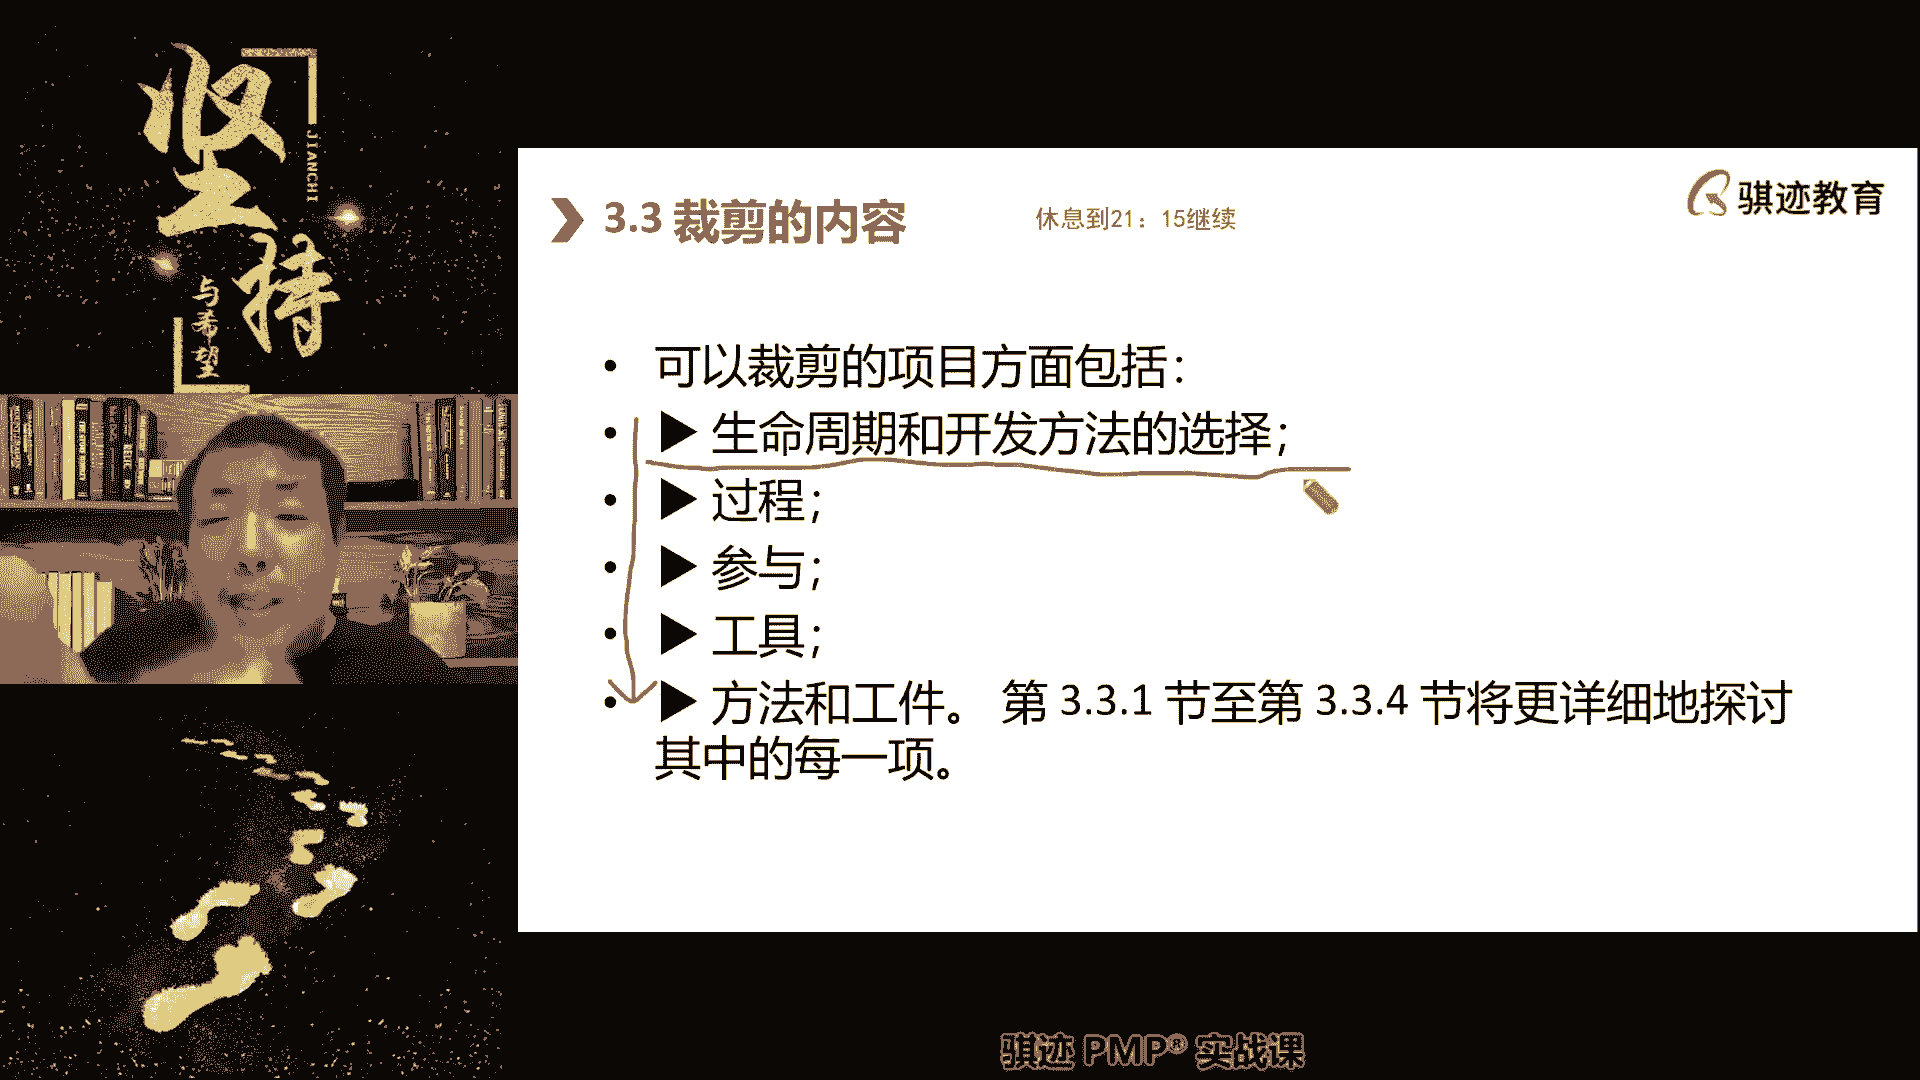 坚持
JIANCHI
与希望
3.3 裁剪的内容
休息到21：15继续
骐迹教育
• 可以裁剪的项目方面包括：
• ▶ 生命周期和开发方法的选择；
• ▶ 过程；
• ▶ 参与；
• ▶ 工具；
• ▶ 方法和工件。 第 3.3.1 节至第 3.3.4 节将更详细地探讨
其中的每一项。
骐迹 PMP® 实战课